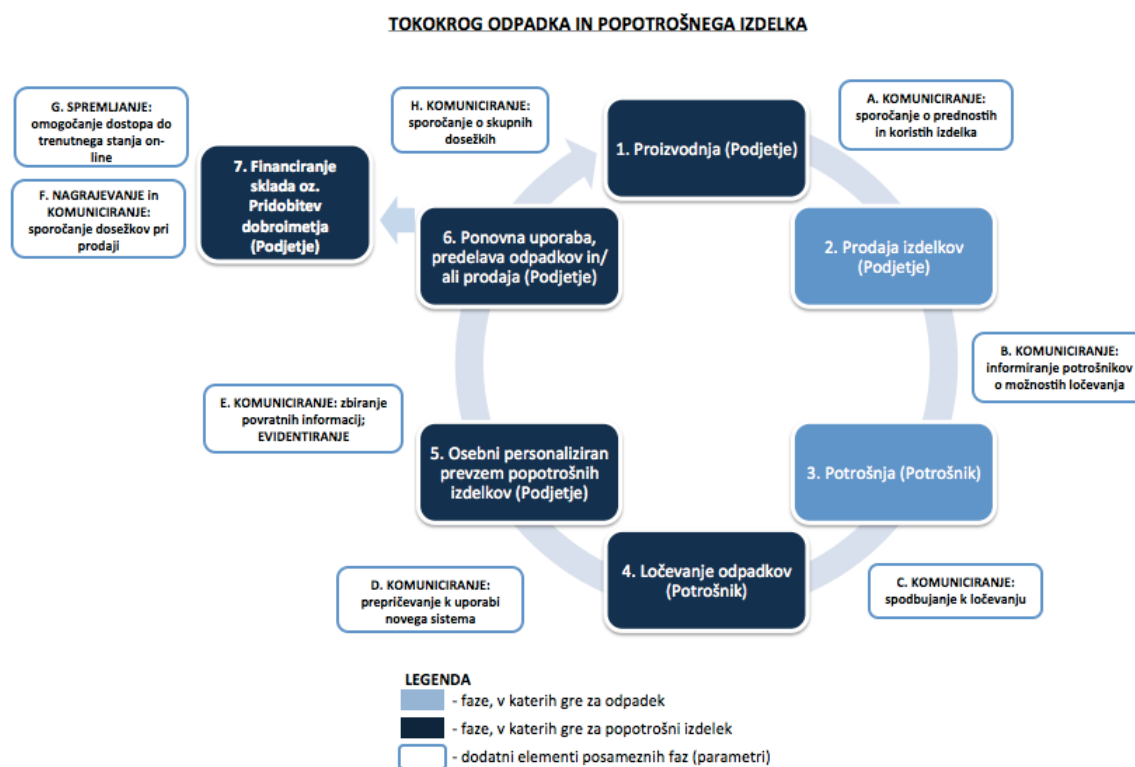 TOKOKROG ODPADKA IN POPOTROŠNEGA IZDELKA
G. SPREMLJANJE:
omogočanje dostopa do
trenutnega stanja on-
line
H. KOMUNICIRANJE:
sporočanje o skupnih
dosežkih
A. KOMUNICIRANJE:
sporočanje o prednostih
in koristih izdelka
1. Proizvodnja (Podjetje)
7. Financiranje
sklada oz.
Pridobitev
dobroimetja
(Podjetje)
F. NAGRAJEVANJE in
KOMUNICIRANJE:
sporočanje dosežkov pri
prodaji
6. Ponovna uporaba,
predelava odpadkov in/
ali prodaja (Podjetje)
2. Prodaja izdelkov
(Podjetje)
B. KOMUNICIRANJE:
informiranje potrošnikov
o možnostih ločevanja
E. KOMUNICIRANJE: zbiranje
povratnih informacij;
EVIDENTIRANJE
5. Osebni personaliziran
prevzem popotrošnih
izdelkov (Podjetje)
3. Potrošnja (Potrošnik)
4. Ločevanje odpadkov
(Potrošnik)
D. KOMUNICIRANJE:
prepričevanje k uporabi
novega sistema
C. KOMUNICIRANJE:
spodbujanje k ločevanju
LEGENDA
- faze, v katerih gre za odpadek
- faze, v katerih gre za popotrošni izdelek
- dodatni elementi posameznih faz (parametri)